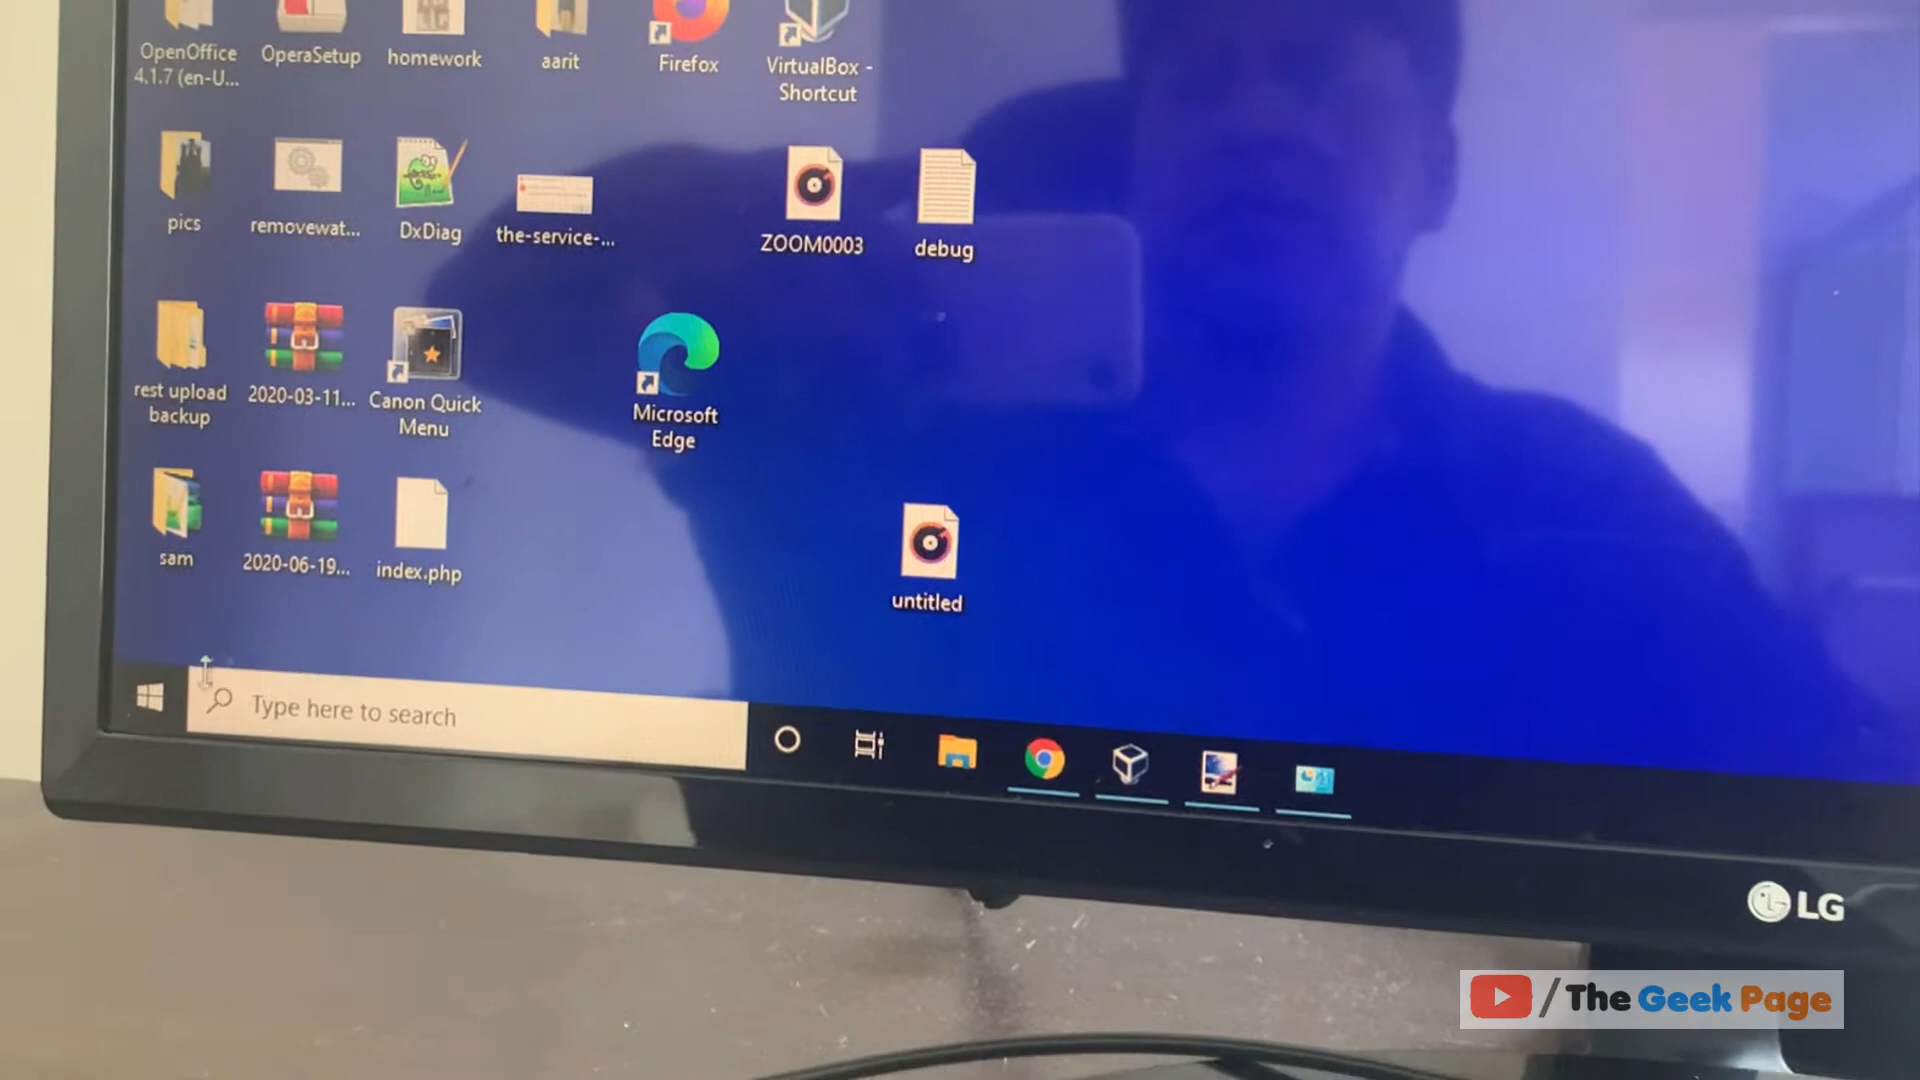 OpenOffice
4.1.7 (en-U...
OperaSetup
homework
aarit
Firefox
VirtualBox -
Shortcut
pics
removewat...
DxDiag
the-service-...
ZOOM0003
debug
rest upload
backup
2020-03-11...
Canon Quick
Menu
Microsoft
Edge
sam
2020-06-19...
index.php
untitled
Type here to search
LG
/ The Geek Page